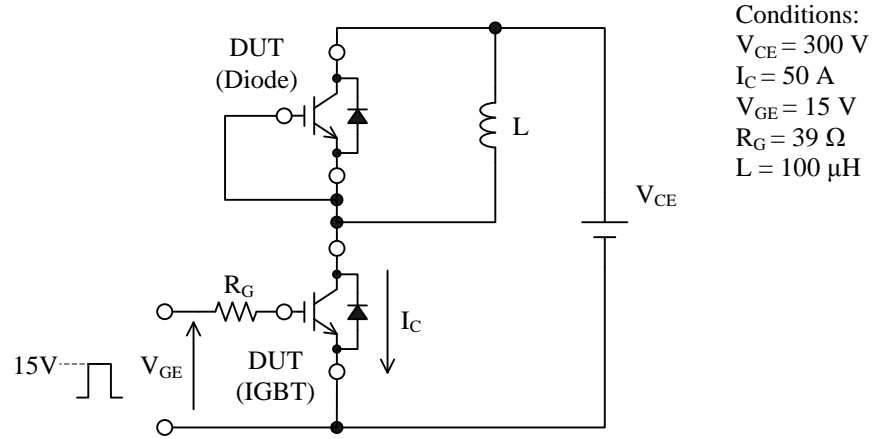 DUT
(Diode)
L
V_CE
R_G
15V
V_GE
I_C
DUT
(IGBT)
Conditions:
V_CE = 300 V
I_C = 50 A
V_GE = 15 V
R_G = 39 Ω
L = 100 μH